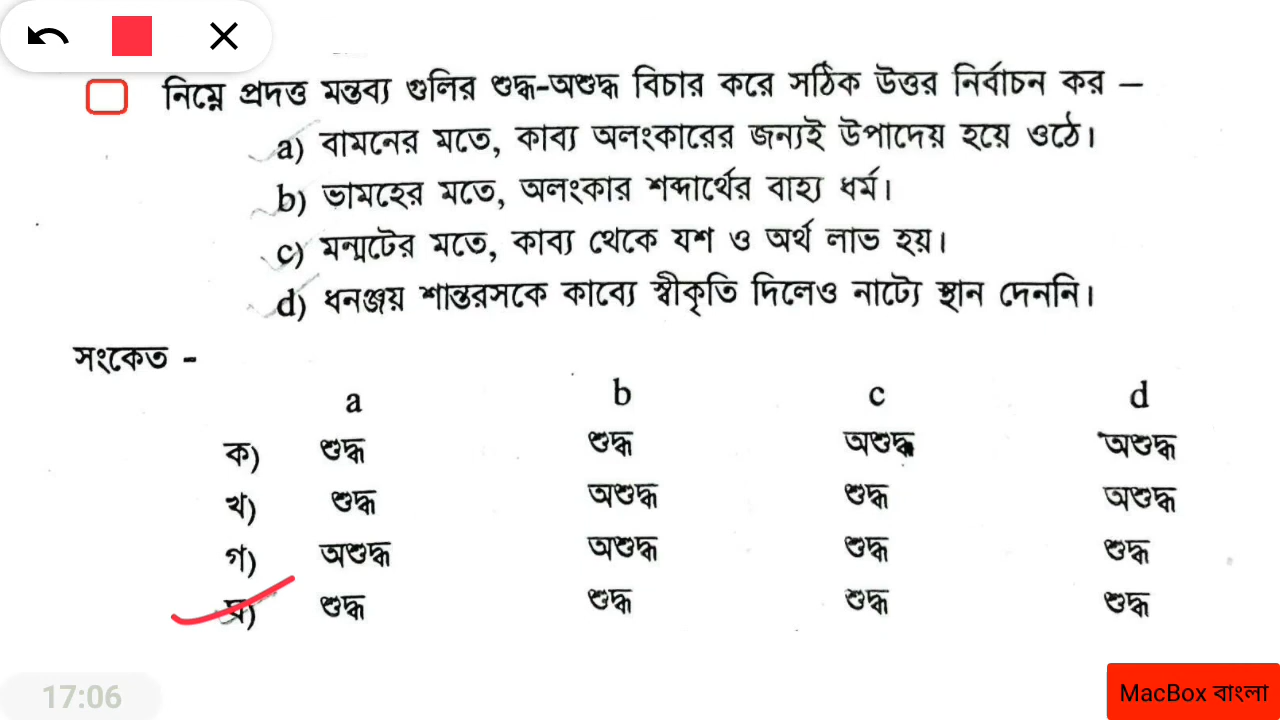 নিম্নে প্রদত্ত মন্তব্য গুলির শুদ্ধ-অশুদ্ধ বিচার করে সঠিক উত্তর নির্বাচন কর –
a) বামনের মতে, কাব্য অলংকারের জন্যই উপাদেয় হয়ে ওঠে।
b) ভামহের মতে, অলংকার শব্দার্থের বাহ্য ধর্ম।
c) মন্মটের মতে, কাব্য থেকে যশ ও অর্থ লাভ হয়।
d) ধনঞ্জয় শান্তরসকে কাব্যে স্বীকৃতি দিলেও নাট্যে স্থান দেননি।
সংকেত -
a b c d
ক) শুদ্ধ শুদ্ধ অশুদ্ধ অশুদ্ধ
খ) শুদ্ধ অশুদ্ধ শুদ্ধ অশুদ্ধ
গ) অশুদ্ধ অশুদ্ধ শুদ্ধ শুদ্ধ
ঘ) শুদ্ধ শুদ্ধ শুদ্ধ শুদ্ধ
17:06
MacBox বাংলা